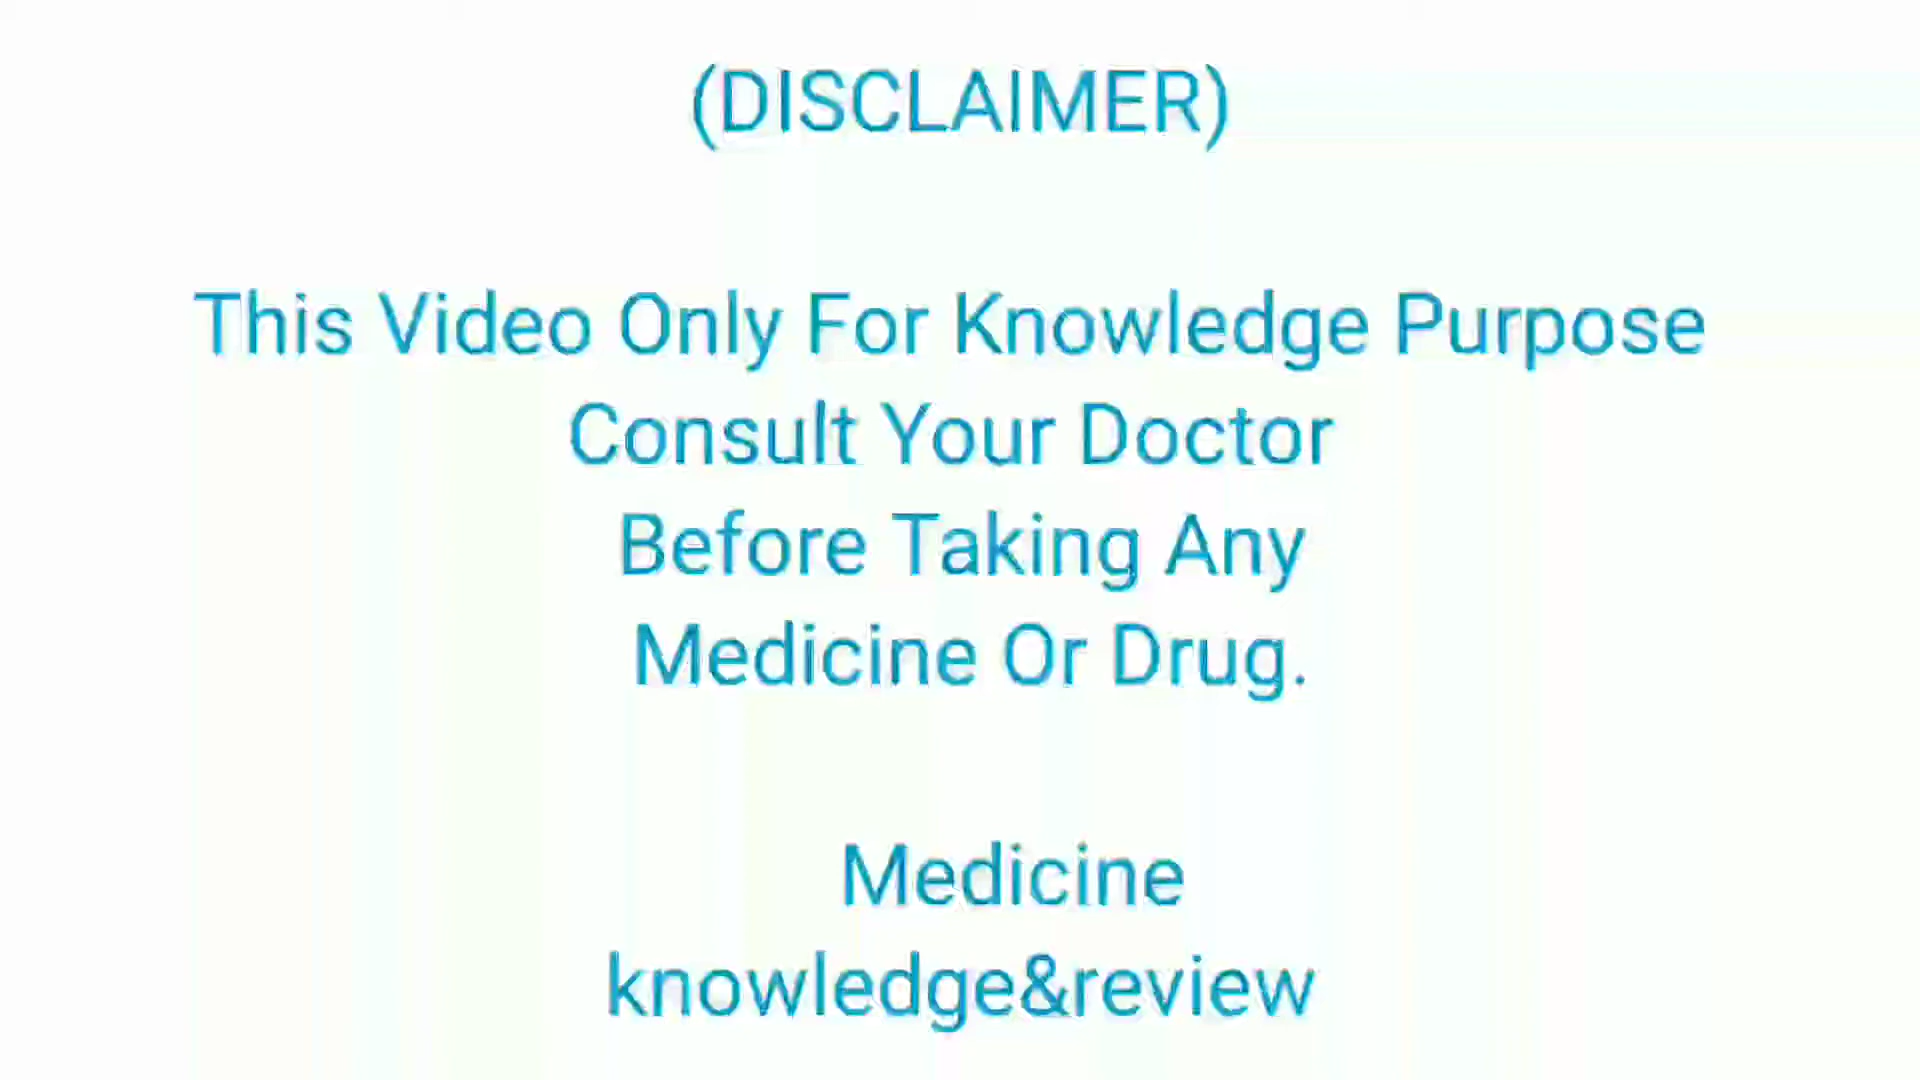 (DISCLAIMER)
This Video Only For Knowledge Purpose
Consult Your Doctor
Before Taking Any
Medicine Or Drug.
Medicine
knowledge&review